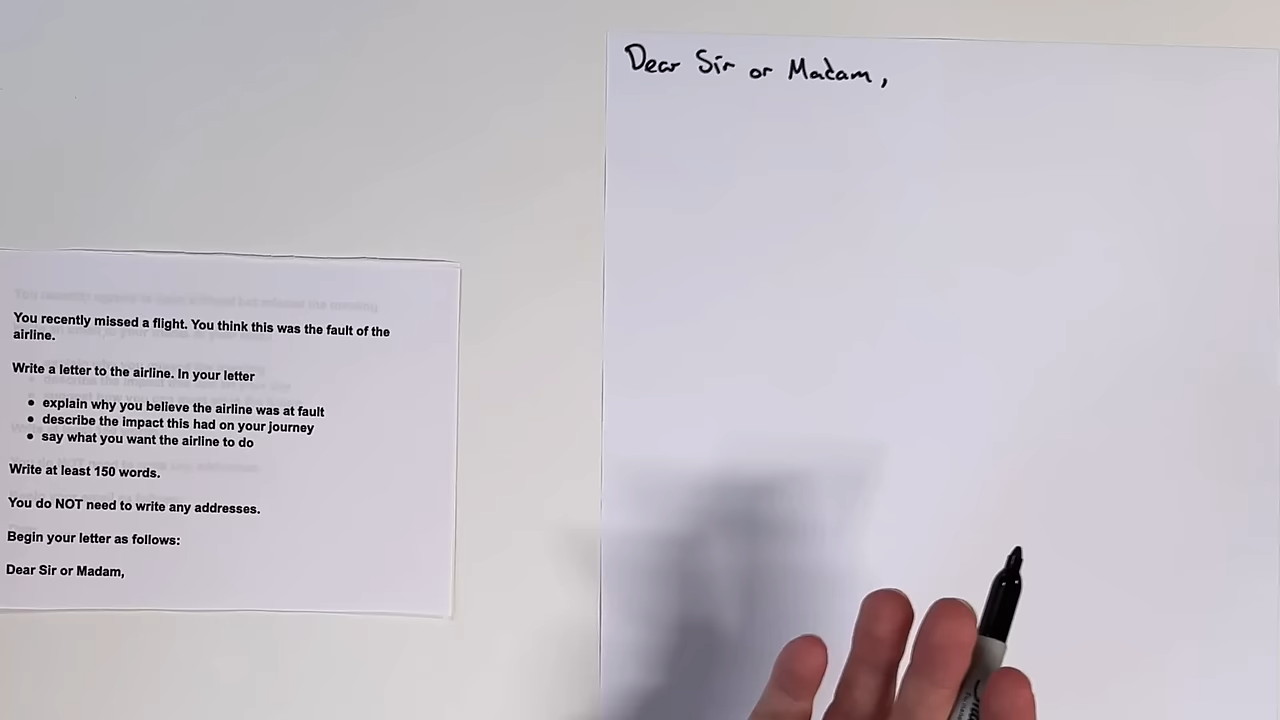 Dear Sir or Madam,
You recently missed a flight. You think this was the fault of the
airline.
Write a letter to the airline. In your letter
• explain why you believe the airline was at fault
• describe the impact this had on your journey
• say what you want the airline to do
Write at least 150 words.
You do NOT need to write any addresses.
Begin your letter as follows:
Dear Sir or Madam,